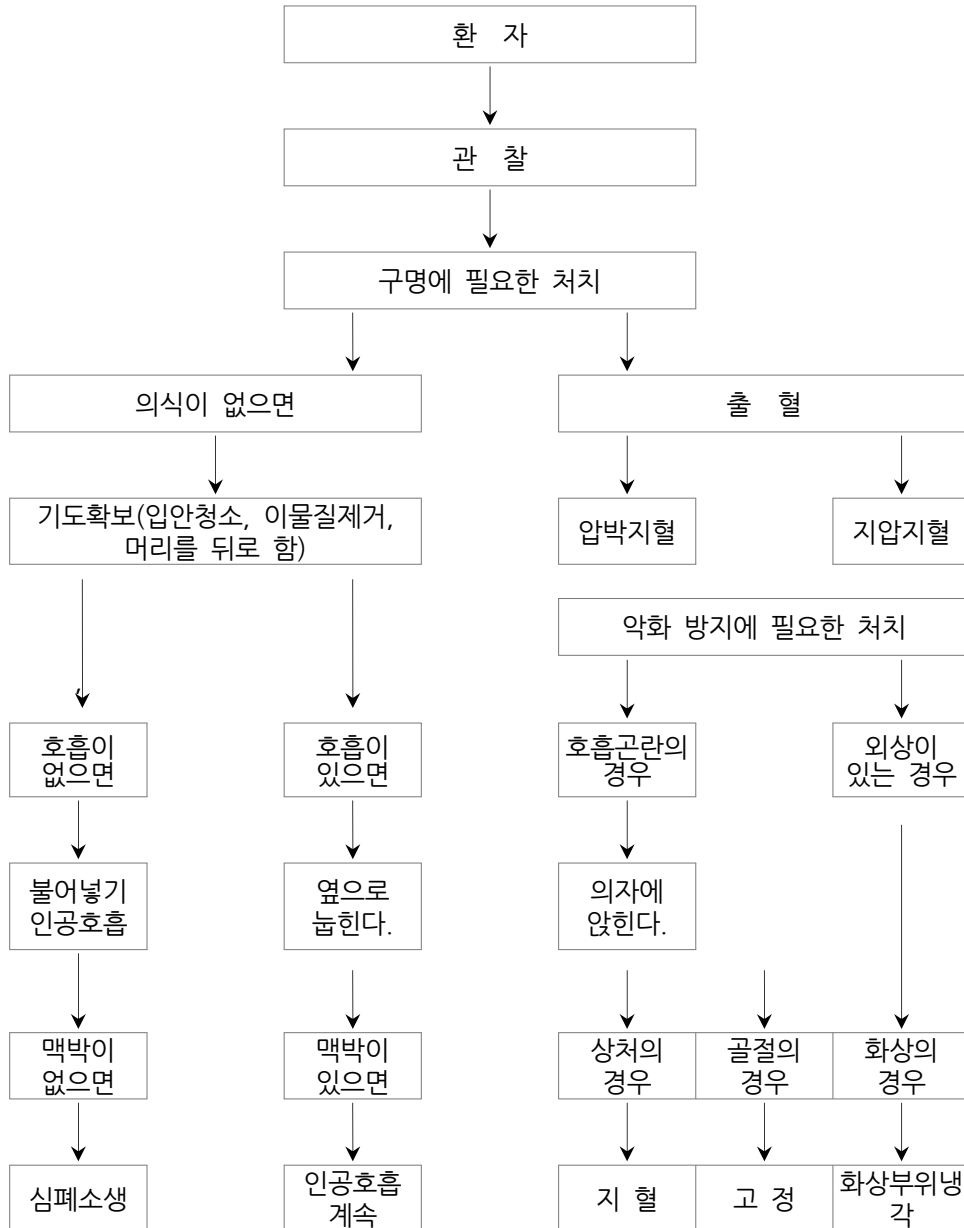 환 자
관 찰
구명에 필요한 처치
의식이 없으면
출 혈
기도확보(입안청소, 이물질제거,
머리를 뒤로 함)
압박지혈
지압지혈
악화 방지에 필요한 처치
호흡이
없으면
호흡이
있으면
호흡곤란의
경우
외상이
있는 경우
불어넣기
인공호흡
옆으로
눕힌다.
의자에
앉힌다.
맥박이
없으면
맥박이
있으면
상처의
경우
골절의
경우
화상의
경우
심폐소생
인공호흡
계속
지 혈
고 정
화상부위냉
각